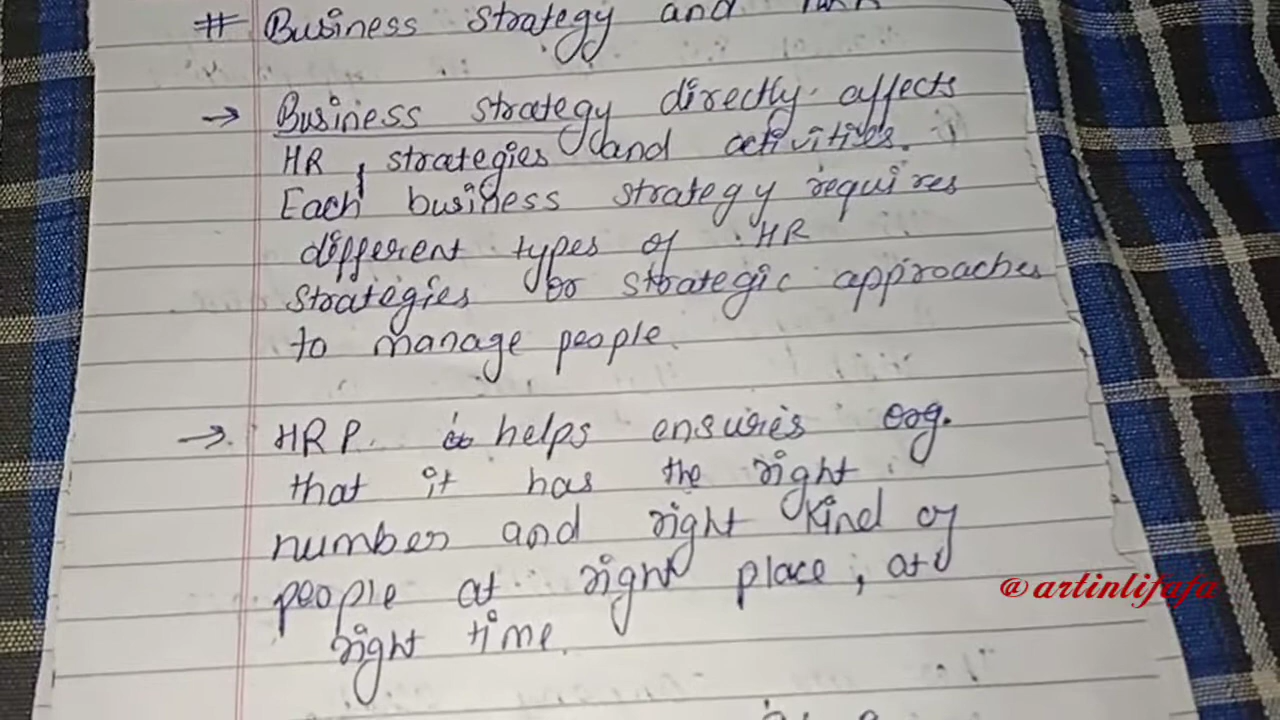 # Business strategy and
→ Business strategy directly affects
HR strategies and activities.
Each business strategy requires
different types of HR
strategies or strategic approaches
to manage people.
→ HRP. helps ensures org.
that it has the right
number and right kind of
people at right place, at
right time.
@artinlifafa